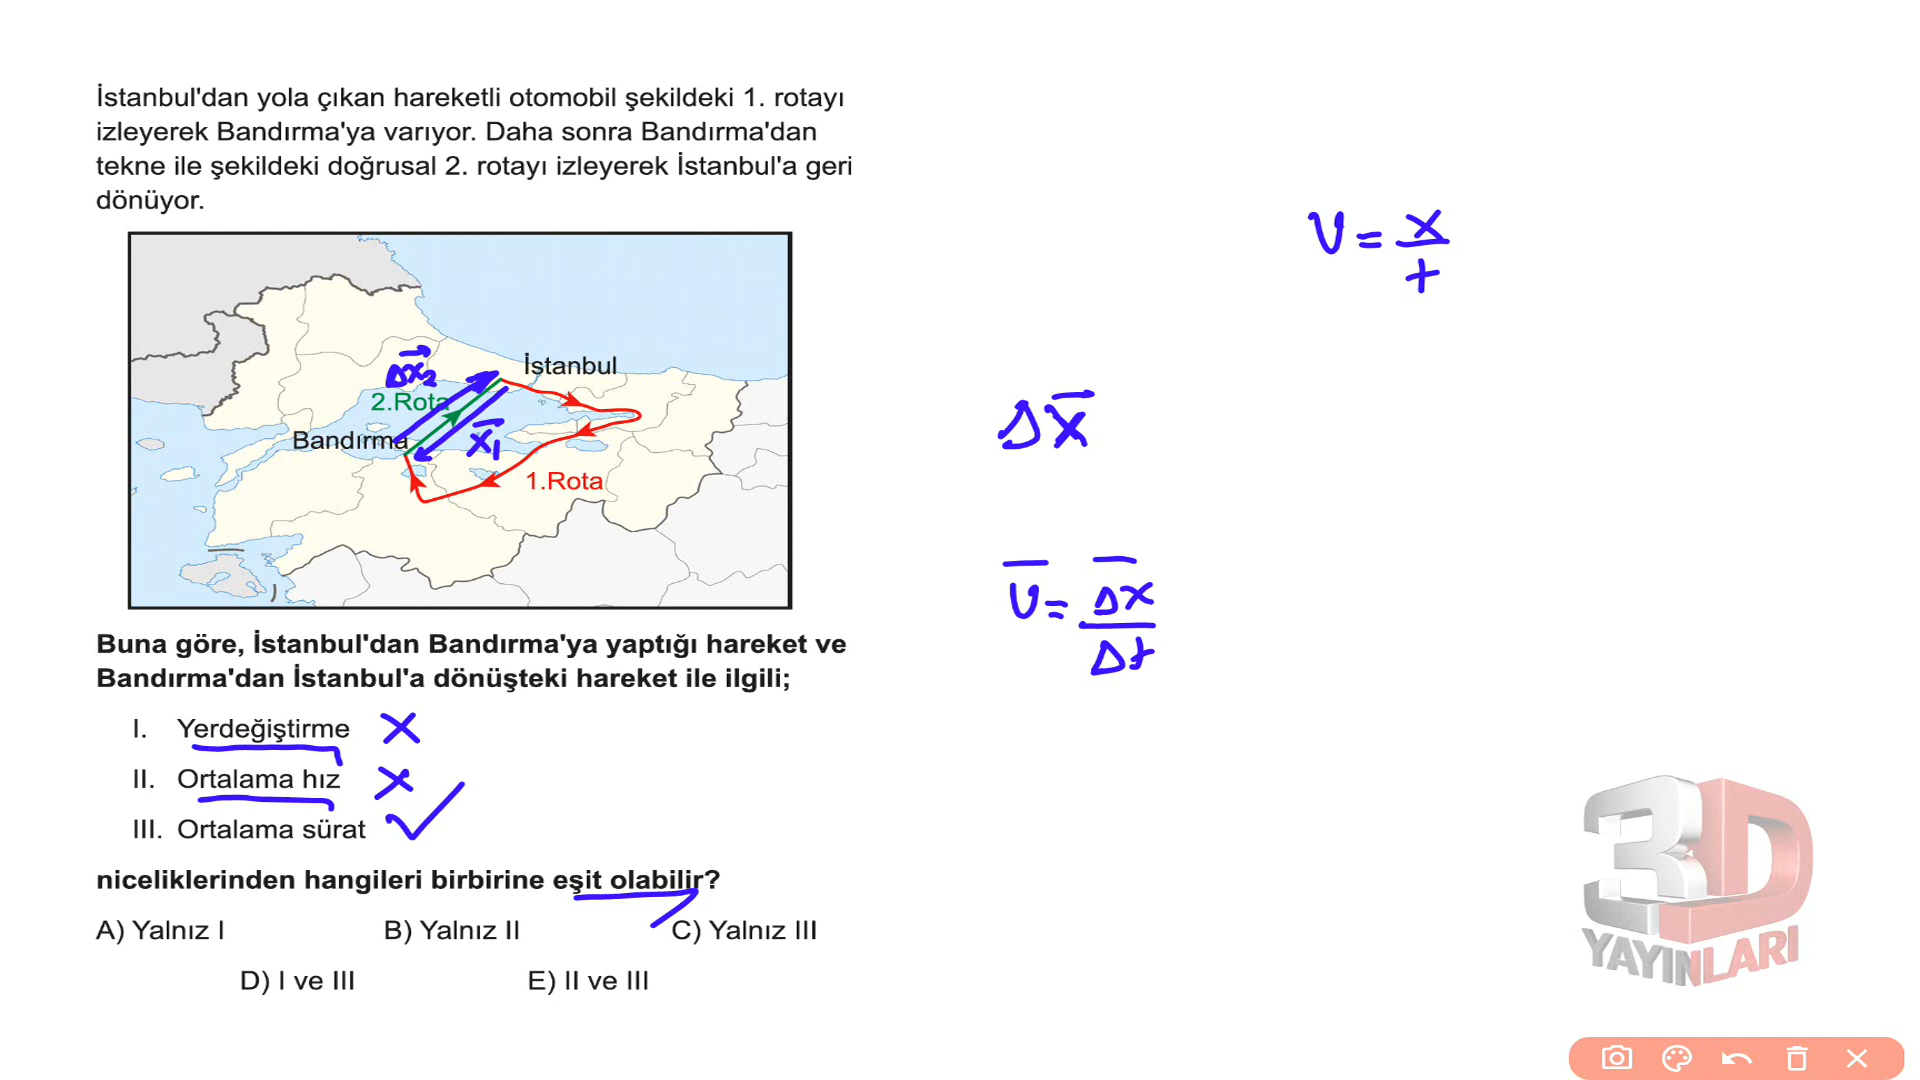 İstanbul'dan yola çıkan hareketli otomobil şekildeki 1. rotayı
izleyerek Bandırma'ya varıyor. Daha sonra Bandırma'dan
tekne ile şekildeki doğrusal 2. rotayı izleyerek İstanbul'a geri
dönüyor.
V = x / t
İstanbul
Δx₂
2.Rota
Bandırma
x₁
1.Rota
Δx
V = Δx / Δt
Buna göre, İstanbul'dan Bandırma'ya yaptığı hareket ve
Bandırma'dan İstanbul'a dönüşteki hareket ile ilgili;
I. Yerdeğiştirme
II. Ortalama hız
III. Ortalama sürat
niceliklerinden hangileri birbirine eşit olabilir?
A) Yalnız I B) Yalnız II C) Yalnız III
D) I ve III E) II ve III
3D
YAYINLARI